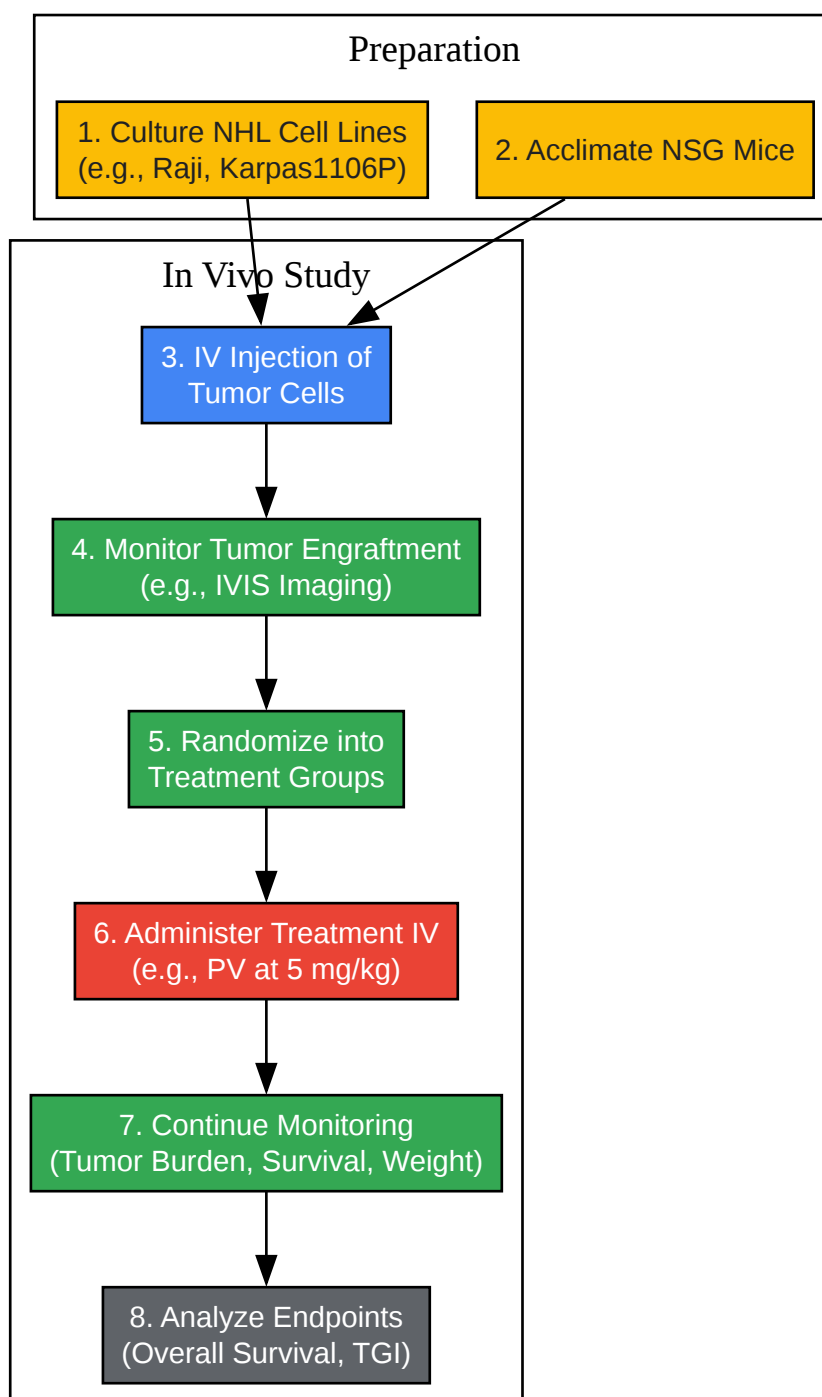 Preparation
1. Culture NHL Cell Lines
(e.g., Raji, Karpas1106P)
2. Acclimate NSG Mice
In Vivo Study
3. IV Injection of
Tumor Cells
4. Monitor Tumor Engraftment
(e.g., IVIS Imaging)
5. Randomize into
Treatment Groups
6. Administer Treatment IV
(e.g., PV at 5 mg/kg)
7. Continue Monitoring
(Tumor Burden, Survival, Weight)
8. Analyze Endpoints
(Overall Survival, TGI)